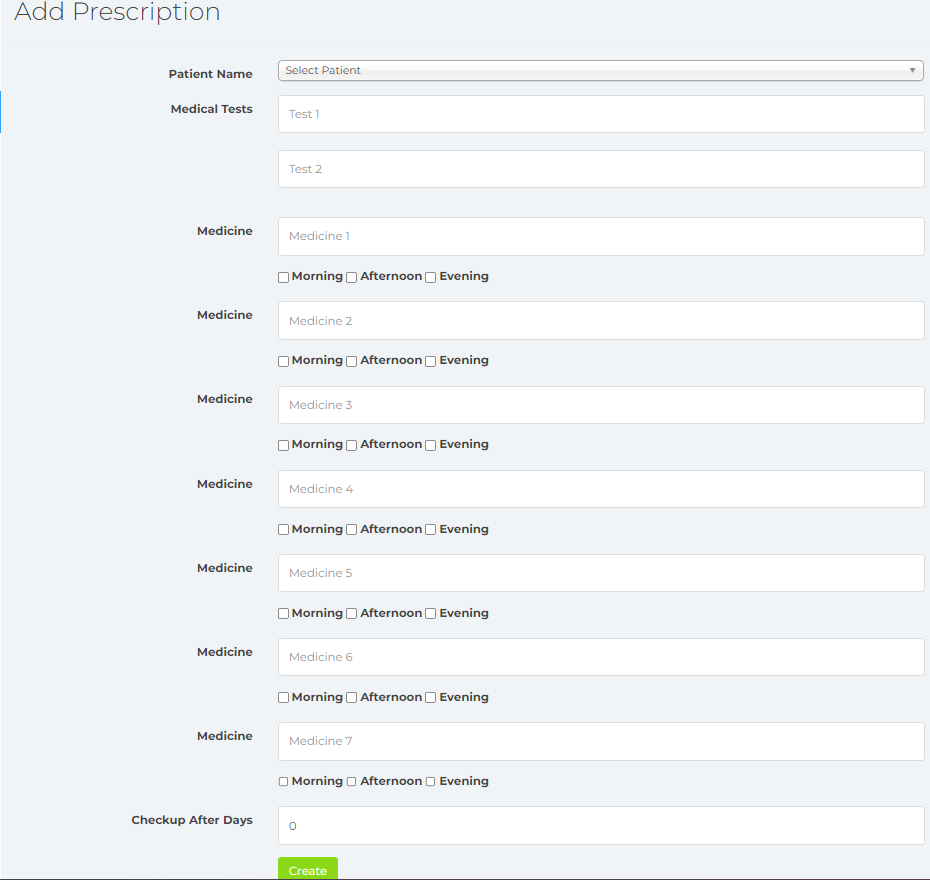 Add Prescription
Patient Name Select Patient
Medical Tests Test 1
Test 2
Medicine Medicine 1
Morning Afternoon Evening
Medicine Medicine 2
Morning Afternoon Evening
Medicine Medicine 3
Morning Afternoon Evening
Medicine Medicine 4
Morning Afternoon Evening
Medicine Medicine 5
Morning Afternoon Evening
Medicine Medicine 6
Morning Afternoon Evening
Medicine Medicine 7
Morning Afternoon Evening
Checkup After Days 0
Create